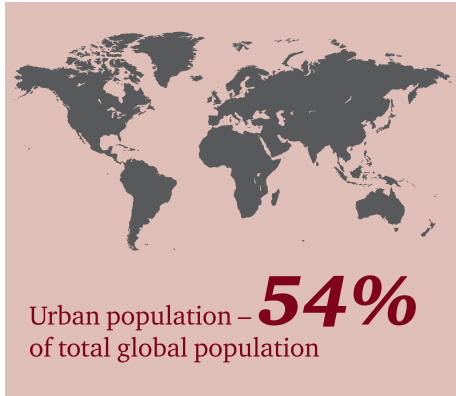 Urban population – 54%
of total global population